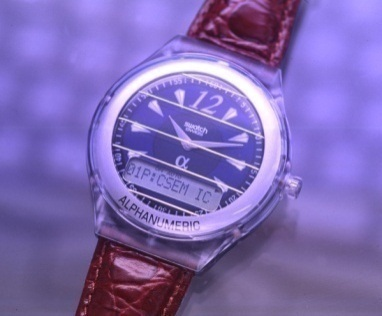 12
swatch
α
01P:CSEM IC
ALPHANUMERIC